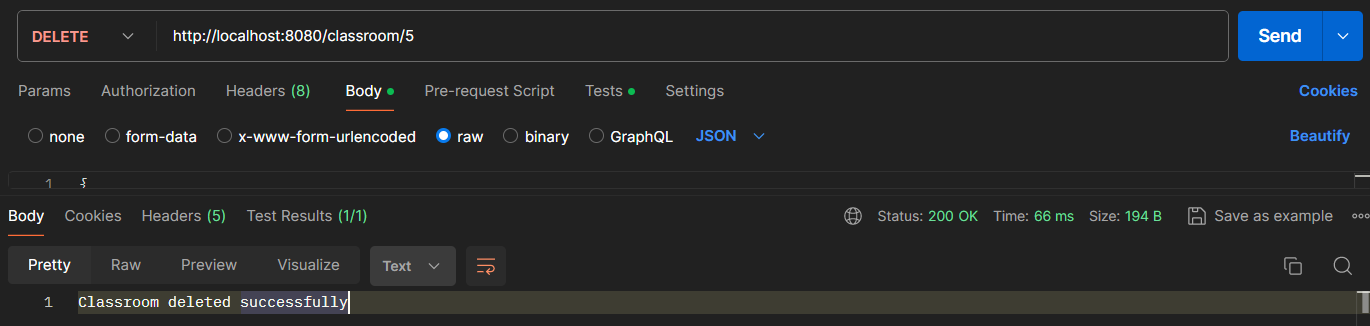 DELETE http://localhost:8080/classroom/5 Send
Params Authorization Headers (8) Body Pre-request Script Tests Settings Cookies
none form-data x-www-form-urlencoded raw binary GraphQL JSON Beautify
1 {
Body Cookies Headers (5) Test Results (1/1) Status: 200 OK Time: 66 ms Size: 194 B Save as example
Pretty Raw Preview Visualize Text
1 Classroom deleted successfully